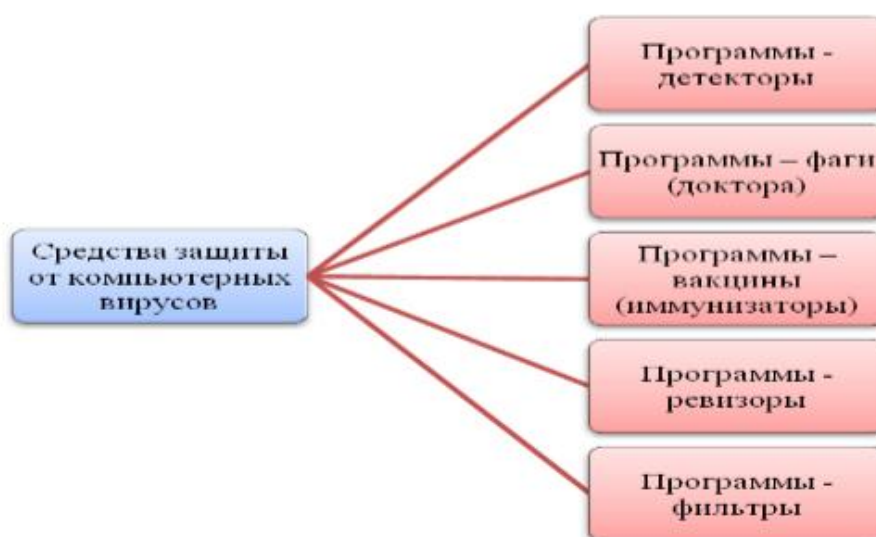 Средства защиты
от компьютерных
вирусов
Программы -
детекторы
Программы – фаги
(доктора)
Программы –
вакцины
(иммунизаторы)
Программы -
ревизоры
Программы -
фильтры